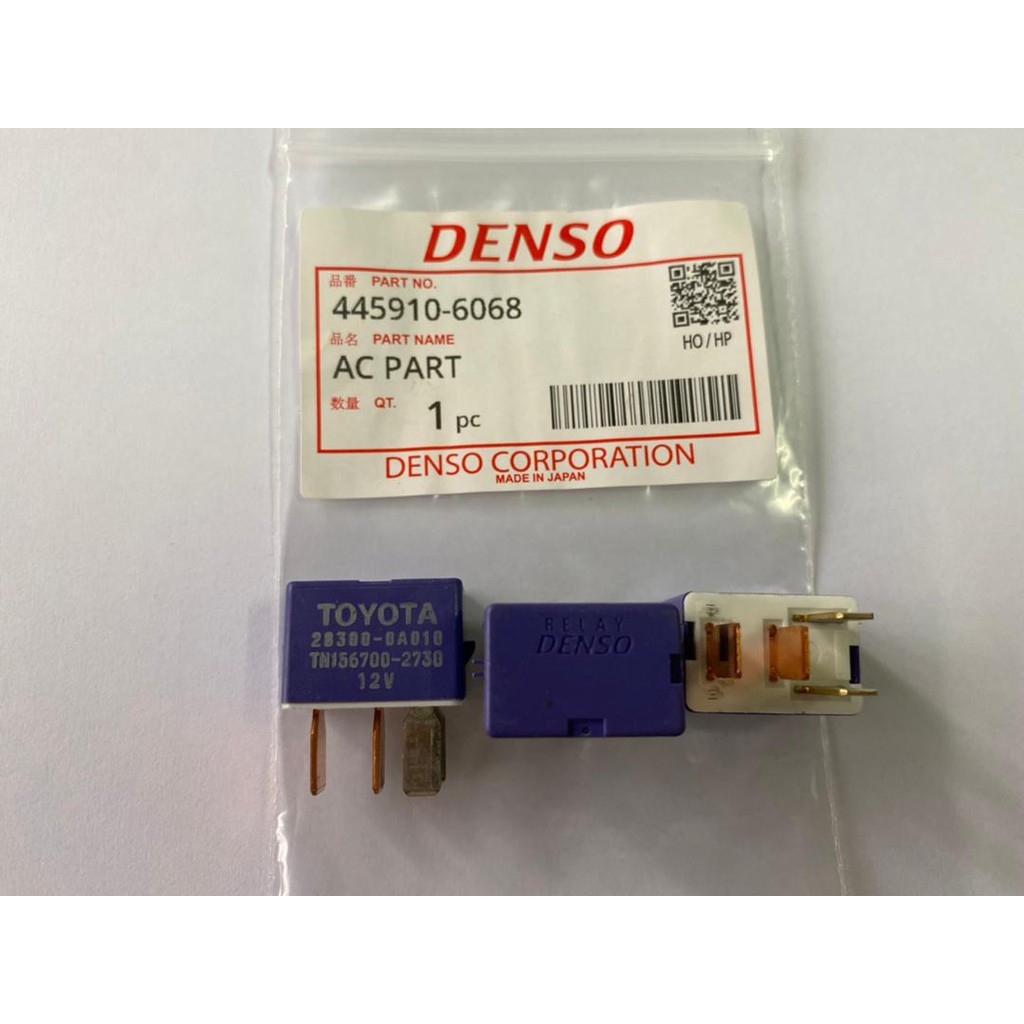 DENSO
品番 PART NO.
445910-6068
品名 PART NAME
AC PART
数量 QT. 1 pc
HO / HP
DENSO CORPORATION
MADE IN JAPAN
TOYOTA
28300-0A010
TN156700-2730
12V
RELAY
DENSO